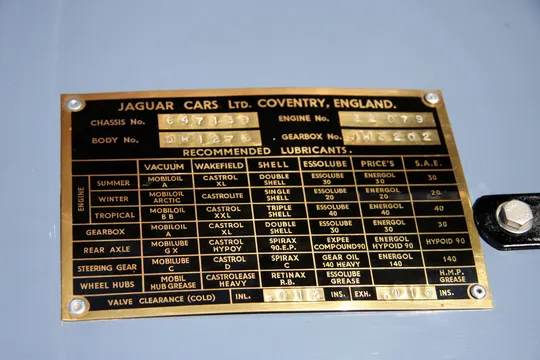 JAGUAR CARS LTD. COVENTRY, ENGLAND.
CHASSIS No. 647139 ENGINE No.
BODY No. GEARBOX No.
RECOMMENDED LUBRICANTS.
VACUUM WAKEFIELD SHELL ESSOLUBE PRICE'S S.A.E.
ENGINE
SUMMER MOBILOIL A CASTROL XL DOUBLE SHELL ESSOLUBE 30 ENERGOL 30 30
WINTER MOBILOIL ARCTIC CASTROLITE SINGLE SHELL ESSOLUBE 20 ENERGOL 20 20
TROPICAL MOBILOIL B B CASTROL XXL TRIPLE SHELL ESSOLUBE 40 ENERGOL 40 40
GEARBOX MOBILOIL A CASTROL XL DOUBLE SHELL ESSOLUBE 30 ENERGOL 30 30
REAR AXLE MOBILUBE G X CASTROL HYPOY SPIRAX 90.E.P. EXPEE COMPOUND90 ENERGOL HYPOID 90 HYPOID 90
STEERING GEAR MOBILUBE C CASTROL D SPIRAX C GEAR OIL 140 HEAVY ENERGOL 140 140
WHEEL HUBS MOBIL HUB GREASE CASTROLEASE HEAVY RETINAX R.B. ESSOLUBE GREASE H.M.P. GREASE
VALVE CLEARANCE (COLD) INL. INS. EXH. INS.